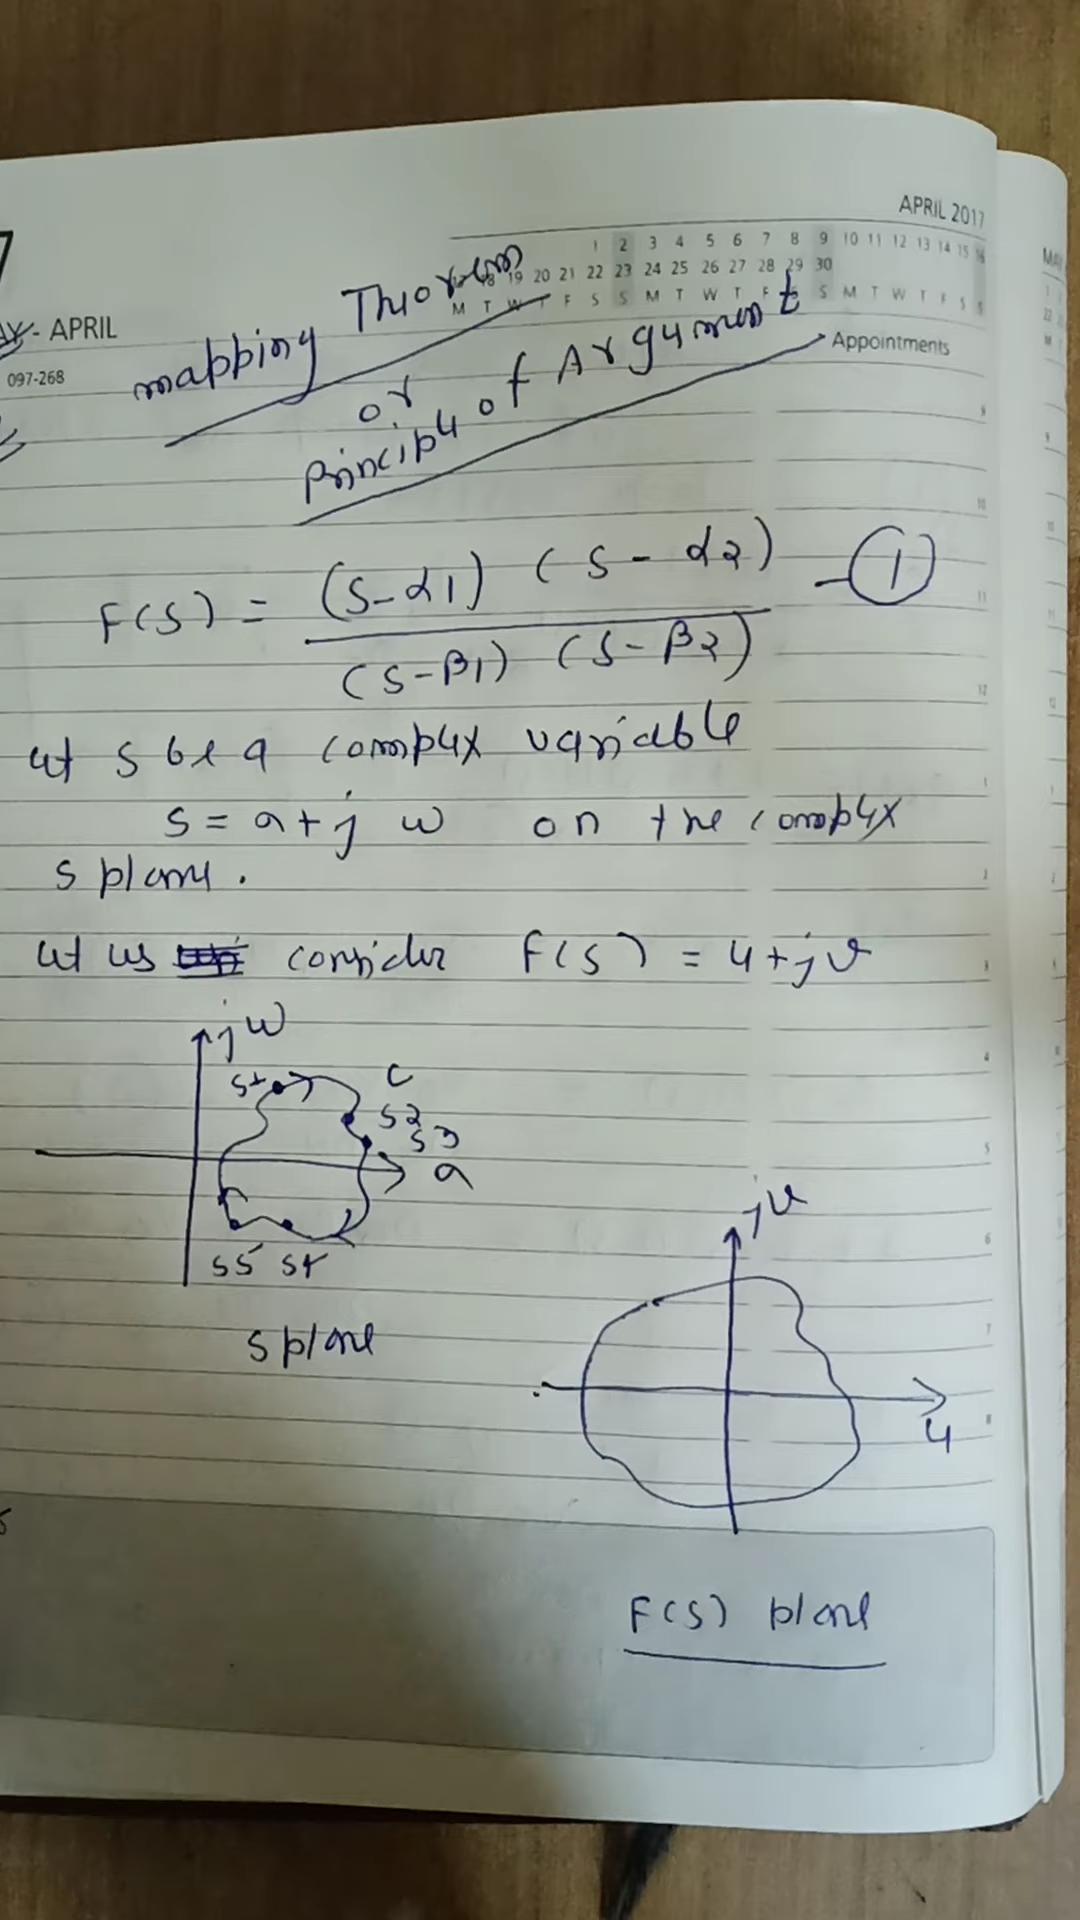 APRIL 2017
1 2 3 4 5 6 7 8 9 10 11 12 13 14 15 16
18 19 20 21 22 23 24 25 26 27 28 29 30
M T W T F S S M T W T F S S M T W T F S S
- APRIL
097-268
Appointments
mapping Thiorem
or
Principle of Argument
F(S) = (S-α1) (S-α2) / (S-β1) (S-β2) - 1
let S be a complex variable
S = a+j ω on the complex
S plane.
let us consider F(S) = u+jv
jω
S1
C
S2
S3
a
S5 S4
S plane
jv
u
F(S) plane